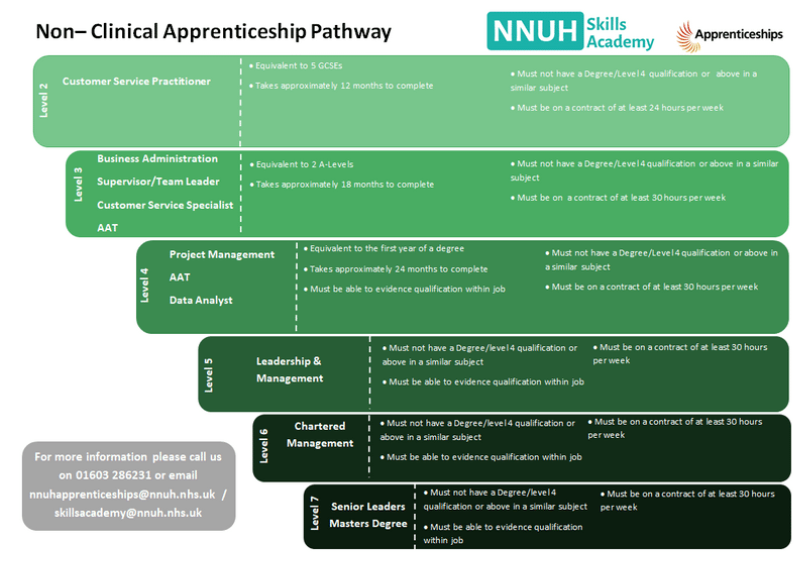 Non– Clinical Apprenticeship Pathway
NNUH Skills
Academy
Apprenticeships
Level 2
Customer Service Practitioner
• Equivalent to 5 GCSEs
• Takes approximately 12 months to complete
• Must not have a Degree/Level 4 qualification or above in a
similar subject
• Must be on a contract of at least 24 hours per week
Level 3
Business Administration
Supervisor/Team Leader
Customer Service Specialist
AAT
• Equivalent to 2 A-Levels
• Takes approximately 18 months to complete
• Must not have a Degree/Level 4 qualification or above in a similar
subject
• Must be on a contract of at least 30 hours per week
Level 4
Project Management
AAT
Data Analyst
• Equivalent to the first year of a degree
• Takes approximately 24 months to complete
• Must be able to evidence qualification within job
• Must not have a Degree/Level 4 qualification or above in
a similar subject
• Must be on a contract of at least 30 hours per week
Level 5
Leadership &
Management
• Must not have a Degree/level 4 qualification or
above in a similar subject
• Must be able to evidence qualification within job
• Must be on a contract of at least 30 hours
per week
Level 6
Chartered
Management
• Must not have a Degree/level 4 qualification or
above in a similar subject
• Must be able to evidence qualification within job
• Must be on a contract of at least 30 hours
per week
Level 7
Senior Leaders
Masters Degree
• Must not have a Degree/level 4
qualification or above in a similar subject
• Must be able to evidence qualification
within job
• Must be on a contract of at least 30 hours
per week
For more information please call us
on 01603 286231 or email
nnuhapprenticeships@nnuh.nhs.uk /
skillsacademy@nnuh.nhs.uk